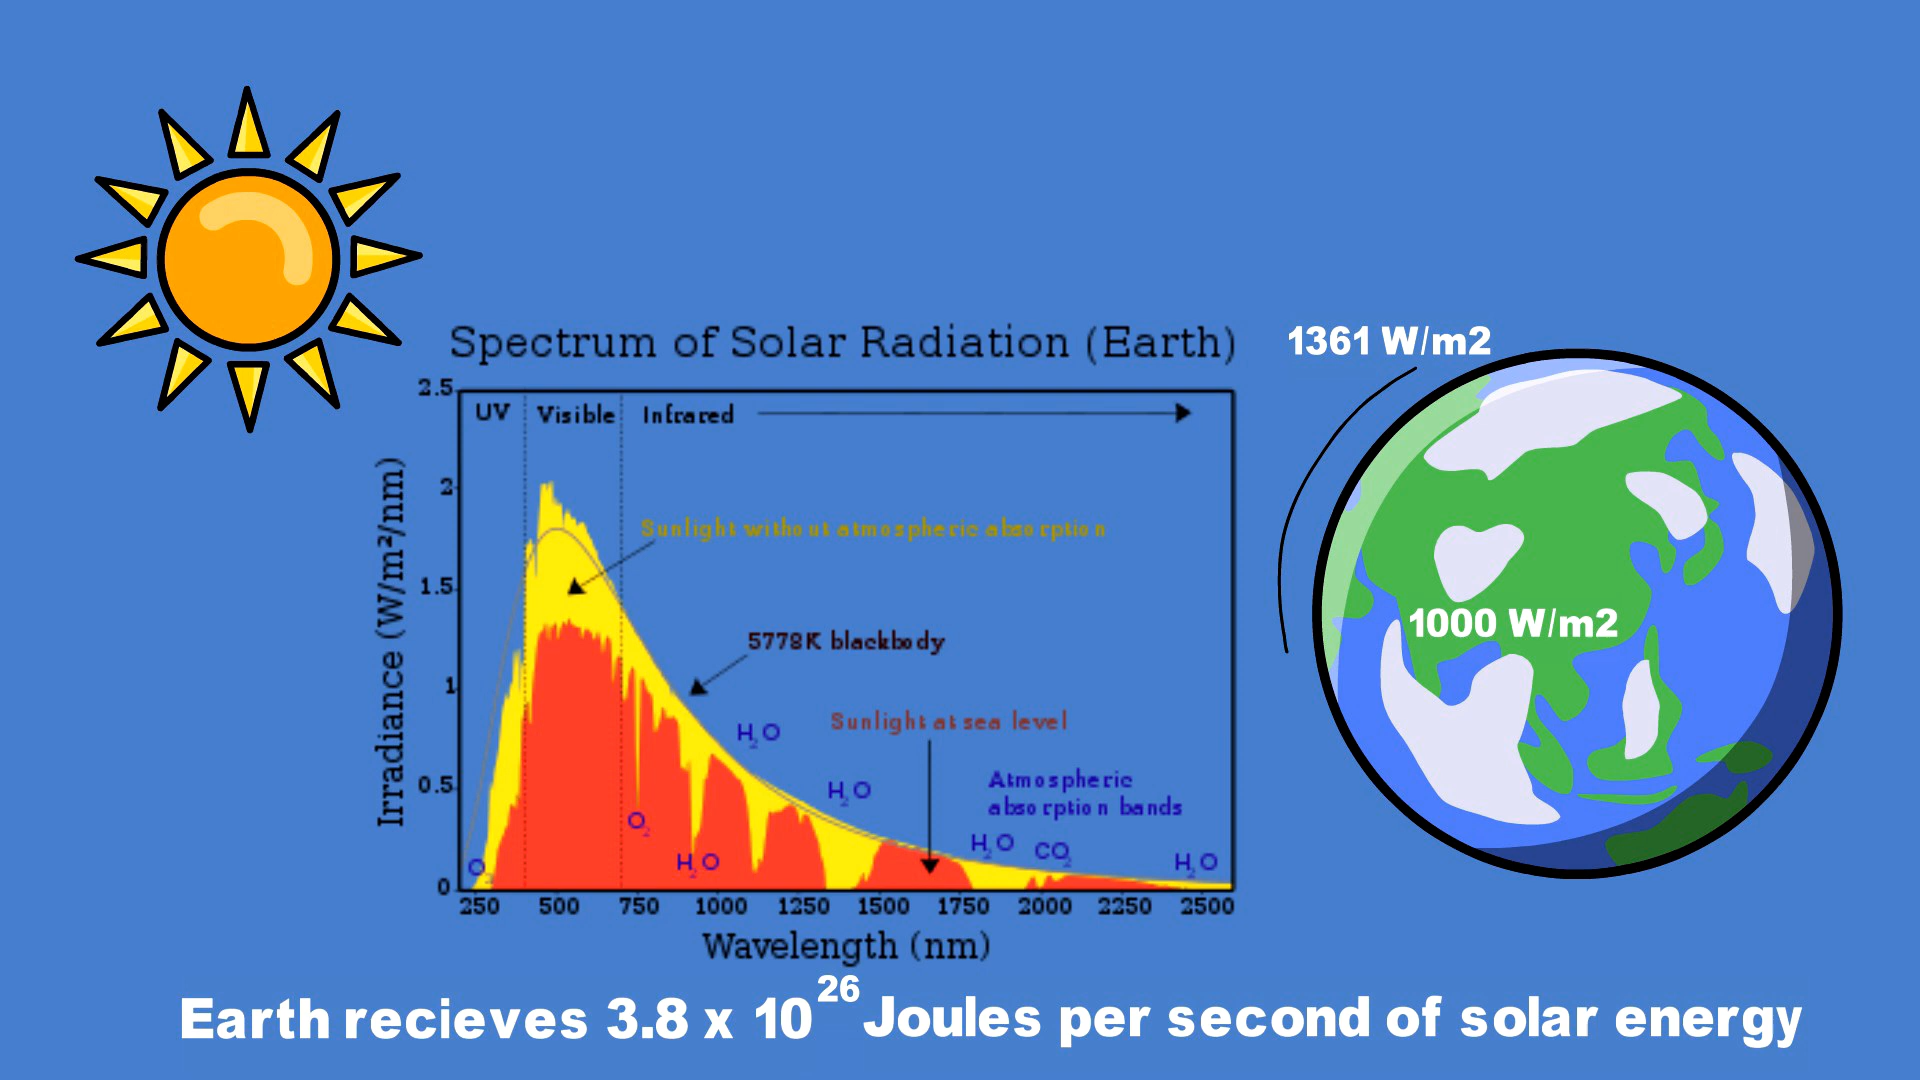 Spectrum of Solar Radiation (Earth)
1361 W/m2
2.5
UV
Visible
Infrared
2
Sunlight without atmospheric absorption
1.5
Irradiance (W/m²/nm)
1000 W/m2
5778K blackbody
1
Sunlight at sea level
H₂O
Atmospheric
absorption bands
0.5
H₂O
O₂
H₂O
CO₂
H₂O
H₂O
O₃
0
250 500 750 1000 1250 1500 1750 2000 2250 2500
Wavelength (nm)
Earth recieves 3.8 x 10²⁶ Joules per second of solar energy